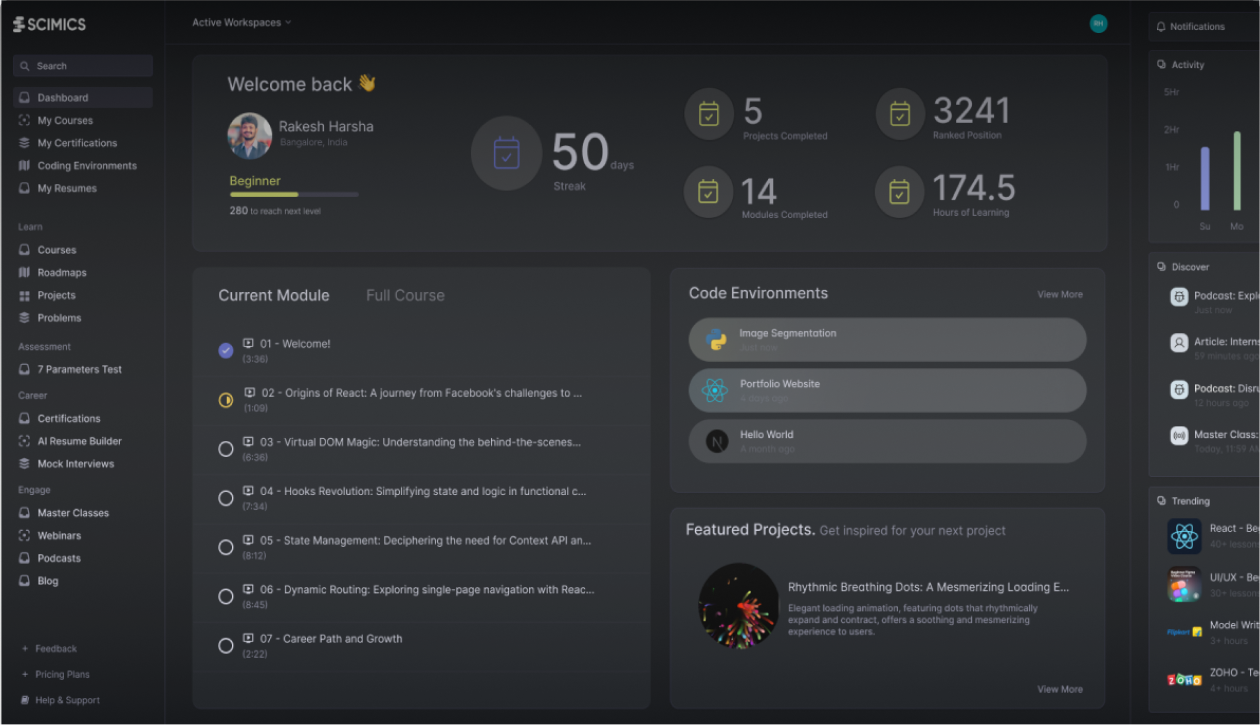 SCIMICS
Search
Dashboard
My Courses
My Certifications
Coding Environments
My Resumes
Learn
Courses
Roadmaps
Projects
Problems
Assessment
7 Parameters Test
Career
Certifications
AI Resume Builder
Mock Interviews
Engage
Master Classes
Webinars
Podcasts
Blog
+ Feedback
+ Pricing Plans
Help & Support
Active Workspaces
RH
Welcome back 👋
Rakesh Harsha
Bangalore, India
Beginner
280 to reach next level
50 days
Streak
5
Projects Completed
3241
Ranked Position
14
Modules Completed
174.5
Hours of Learning
Current Module Full Course
01 - Welcome!
(3:36)
02 - Origins of React: A journey from Facebook's challenges to ...
(1:09)
03 - Virtual DOM Magic: Understanding the behind-the-scenes...
(6:36)
04 - Hooks Revolution: Simplifying state and logic in functional c...
(7:34)
05 - State Management: Deciphering the need for Context API an...
(8:12)
06 - Dynamic Routing: Exploring single-page navigation with Reac...
(8:45)
07 - Career Path and Growth
(2:22)
Code Environments
View More
Image Segmentation
Just now
Portfolio Website
4 days ago
N
Hello World
A month ago
Featured Projects. Get inspired for your next project
Rhythmic Breathing Dots: A Mesmerizing Loading E...
Elegant loading animation, featuring dots that rhythmically
expand and contract, offers a soothing and mesmerizing
experience to users.
View More
Notifications
Activity
5Hr
2Hr
1Hr
0
Su Mo
Discover
Podcast: Expl
Just now
Article: Intern
59 minutes ago
Podcast: Disru
12 hours ago
Master Class:
Today, 11:59 A
Trending
React - Be
40+ lesson
UI/UX - Be
30+ lesson
Flipkart
Model Writ
3+ hours
ZOHO
ZOHO - Te
4+ hours